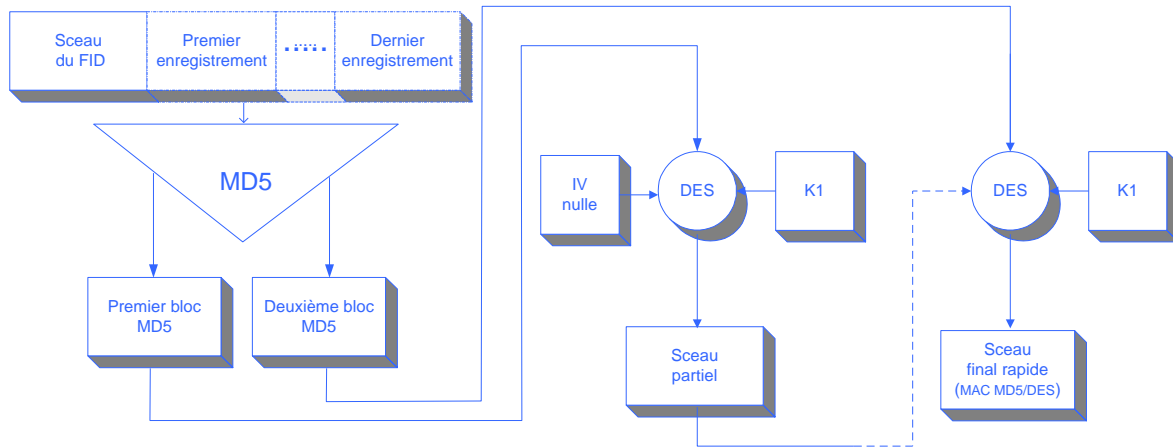 Sceau
du FID
Premier
enregistrement
......
Dernier
enregistrement
MD5
IV
nulle
DES
K1
DES
K1
Premier bloc
MD5
Deuxième bloc
MD5
Sceau
partiel
Sceau
final rapide
(MAC MD5/DES)